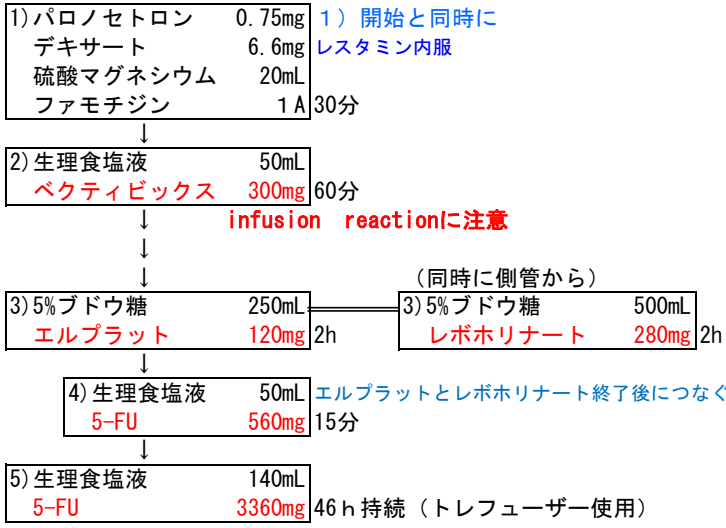 1)パロノセトロン 0.75mg 1）開始と同時に
デキサート 6.6mg レスタミン内服
硫酸マグネシウム 20mL
ファモチジン 1A 30分
↓
2)生理食塩液 50mL
ベクティビックス 300mg 60分
↓ infusion reactionに注意
↓
↓ （同時に側管から）
3)5%ブドウ糖 250mL 3)5%ブドウ糖 500mL
エルプラット 120mg 2h レボホリナート 280mg 2h
↓
4)生理食塩液 50mL エルプラットとレボホリナート終了後につなぐ
5-FU 560mg 15分
↓
5)生理食塩液 140mL
5-FU 3360mg 46ｈ持続（トレフューザー使用）